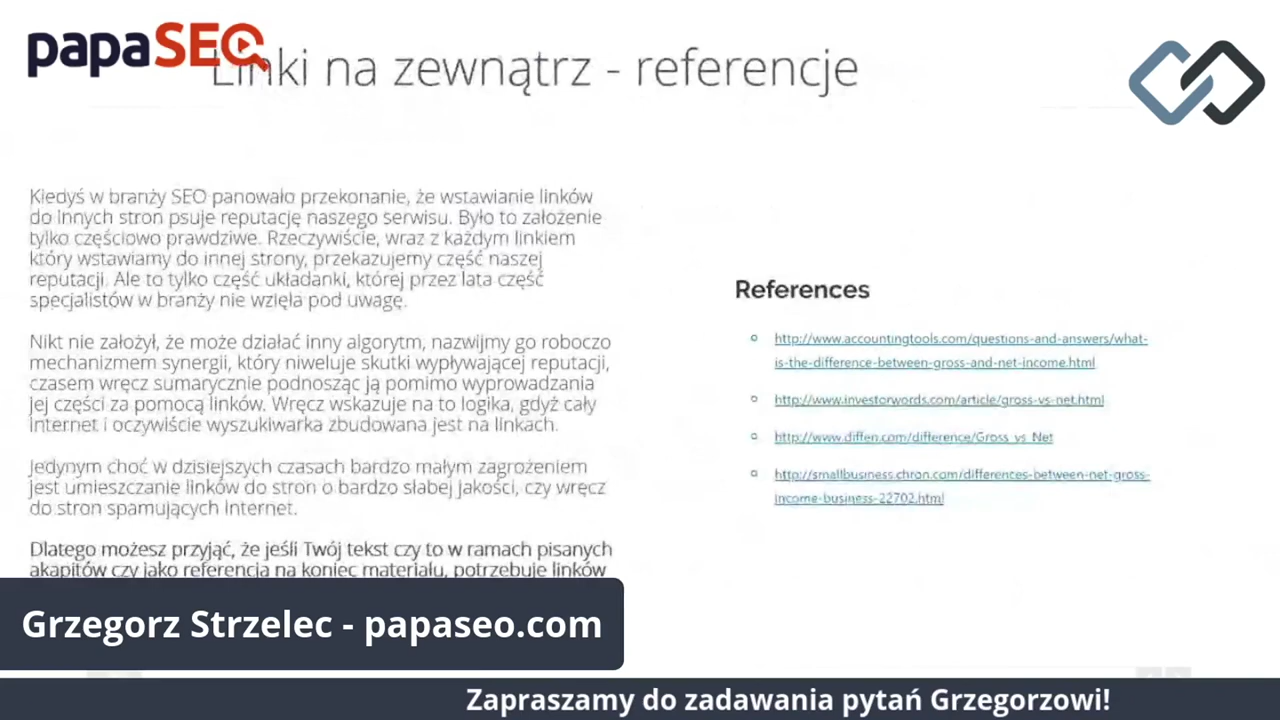 papaSEO
Linki na zewnątrz - referencje
Kiedyś w branży SEO panowało przekonanie, że wstawianie linków
do innych stron psuje reputację naszego serwisu. Było to założenie
tylko częściowo prawdziwe. Rzeczywiście, wraz z każdym linkiem
który wstawiamy do innej strony, przekazujemy część naszej
reputacji. Ale to tylko część układanki, której przez lata część
specjalistów w branży nie wzięła pod uwagę.
Nikt nie założył, że może działać inny algorytm, nazwijmy go roboczo
mechanizmem synergii, który niweluje skutki wypływającej reputacji,
czasem wręcz sumarycznie podnosząc ją pomimo wyprowadzania
jej części za pomocą linków. Wręcz wskazuje na to logika, gdyż cały
internet i oczywiście wyszukiwarka zbudowana jest na linkach.
Jedynym choć w dzisiejszych czasach bardzo małym zagrożeniem
jest umieszczanie linków do stron o bardzo słabej jakości, czy wręcz
do stron spamujących Internet.
Dlatego możesz przyjąć, że jeśli Twój tekst czy to w ramach pisanych
akapitów czy jako referencja na koniec materiału, potrzebuje linków
References
http://www.accountingtools.com/questions-and-answers/what-
is-the-difference-between-gross-and-net-income.html
http://www.investorwords.com/article/gross-vs-net.html
http://www.diffen.com/difference/Gross_vs_Net
http://smallbusiness.chron.com/differences-between-net-gross-
income-business-22702.html
Grzegorz Strzelec - papaseo.com
Zapraszamy do zadawania pytań Grzegorzowi!